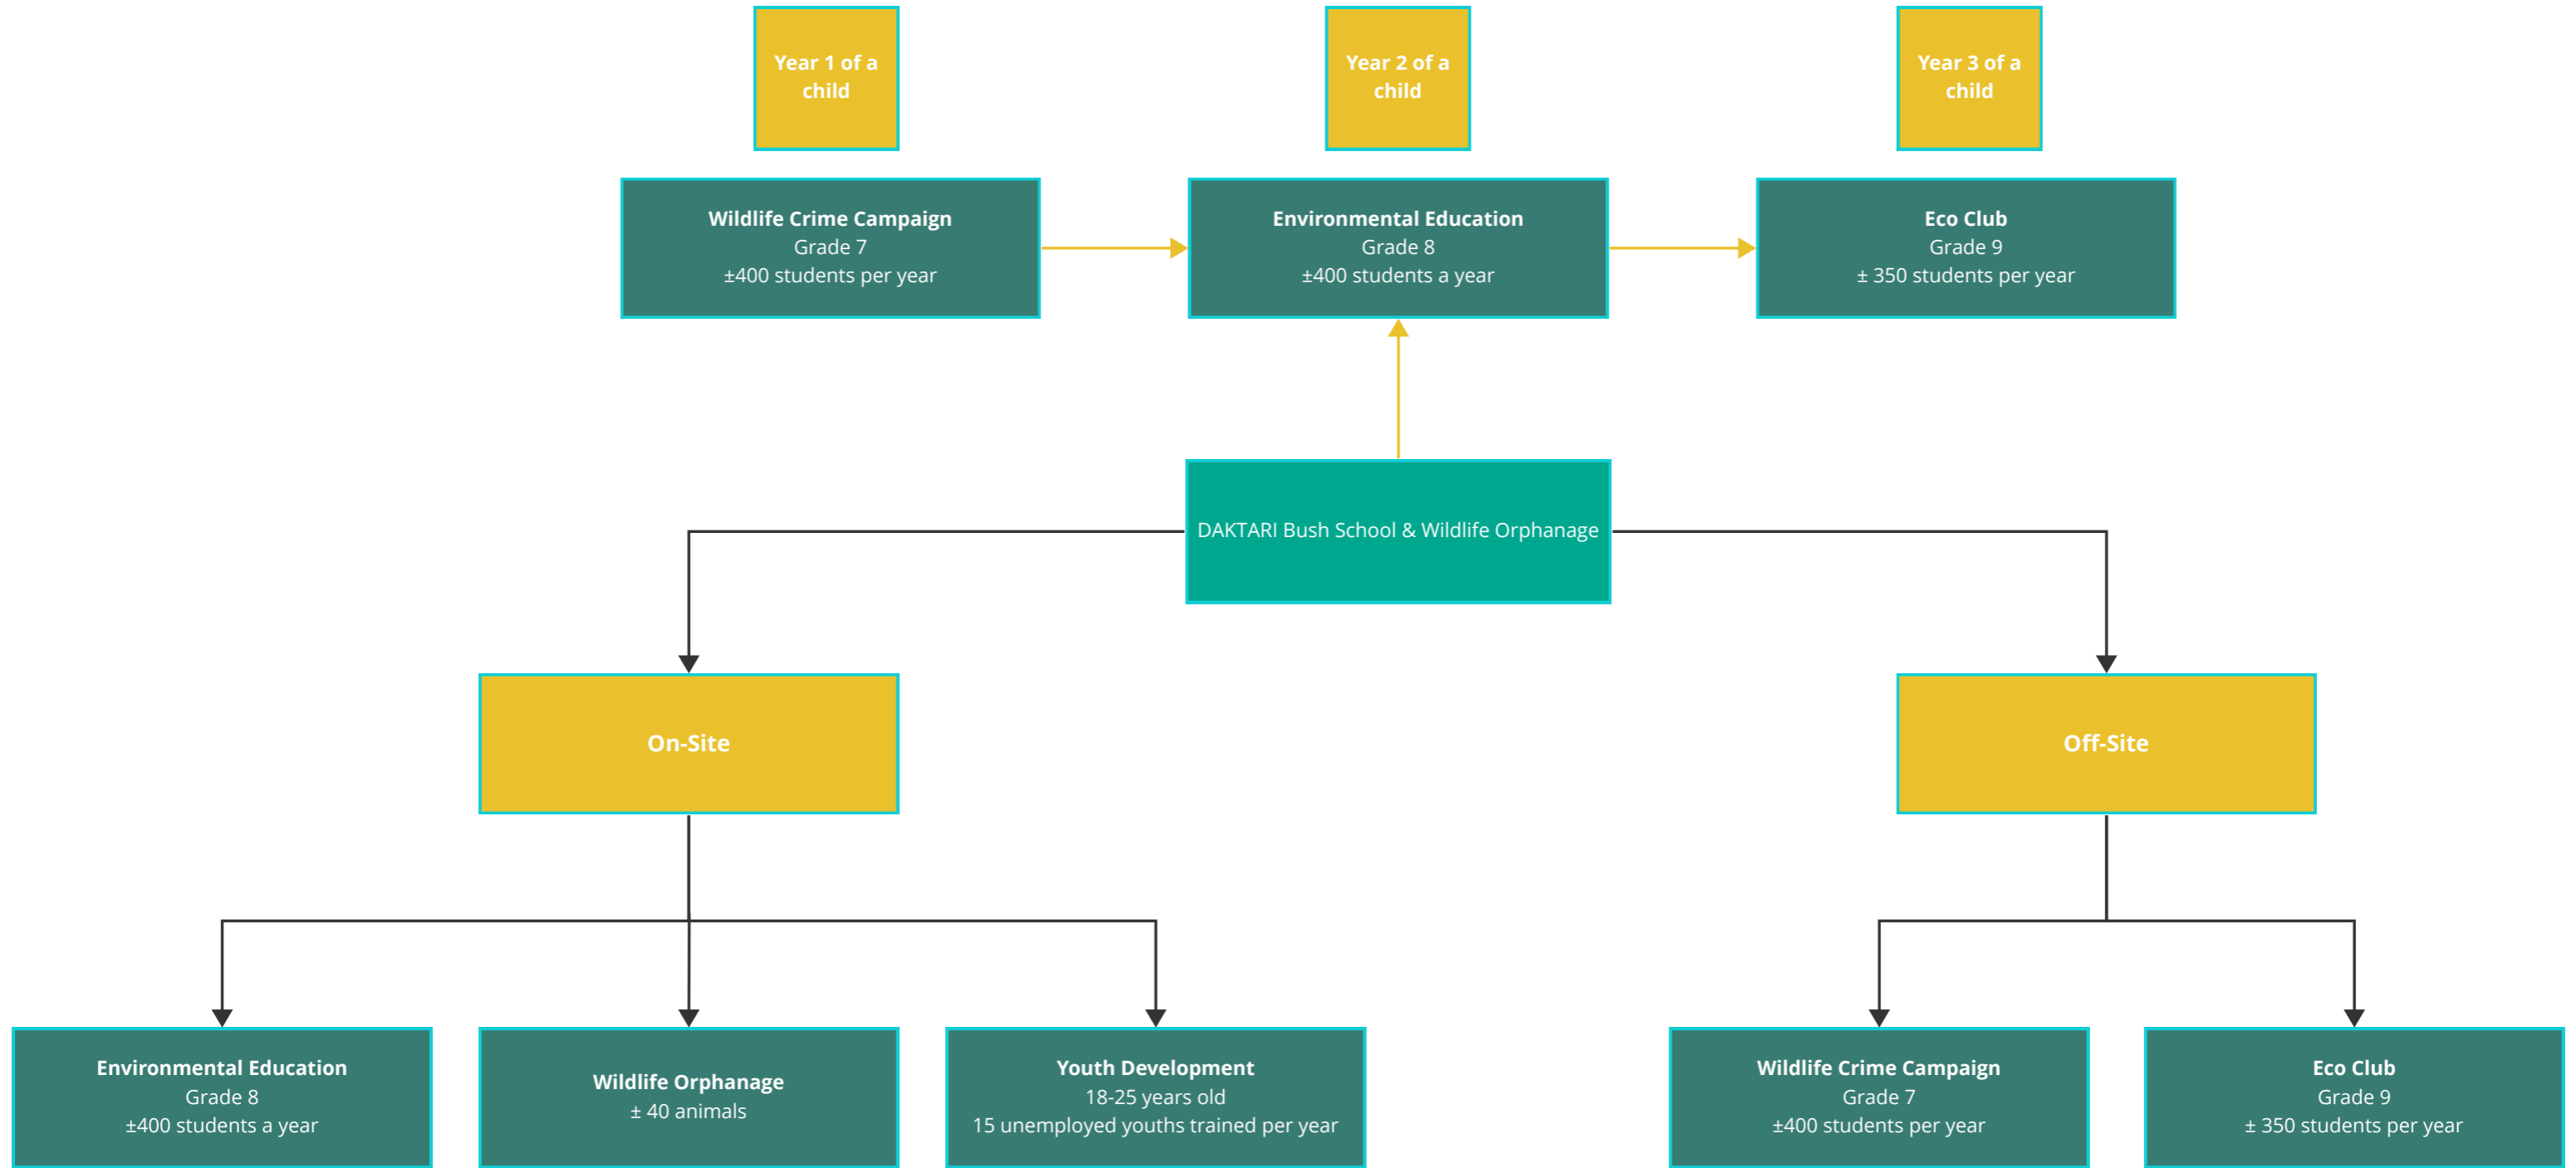 Year 1 of a
child
Year 2 of a
child
Year 3 of a
child
Wildlife Crime Campaign
Grade 7
±400 students per year
Environmental Education
Grade 8
±400 students a year
Eco Club
Grade 9
± 350 students per year
DAKTARI Bush School & Wildlife Orphanage
On-Site
Off-Site
Environmental Education
Grade 8
±400 students a year
Wildlife Orphanage
± 40 animals
Youth Development
18-25 years old
15 unemployed youths trained per year
Wildlife Crime Campaign
Grade 7
±400 students per year
Eco Club
Grade 9
± 350 students per year